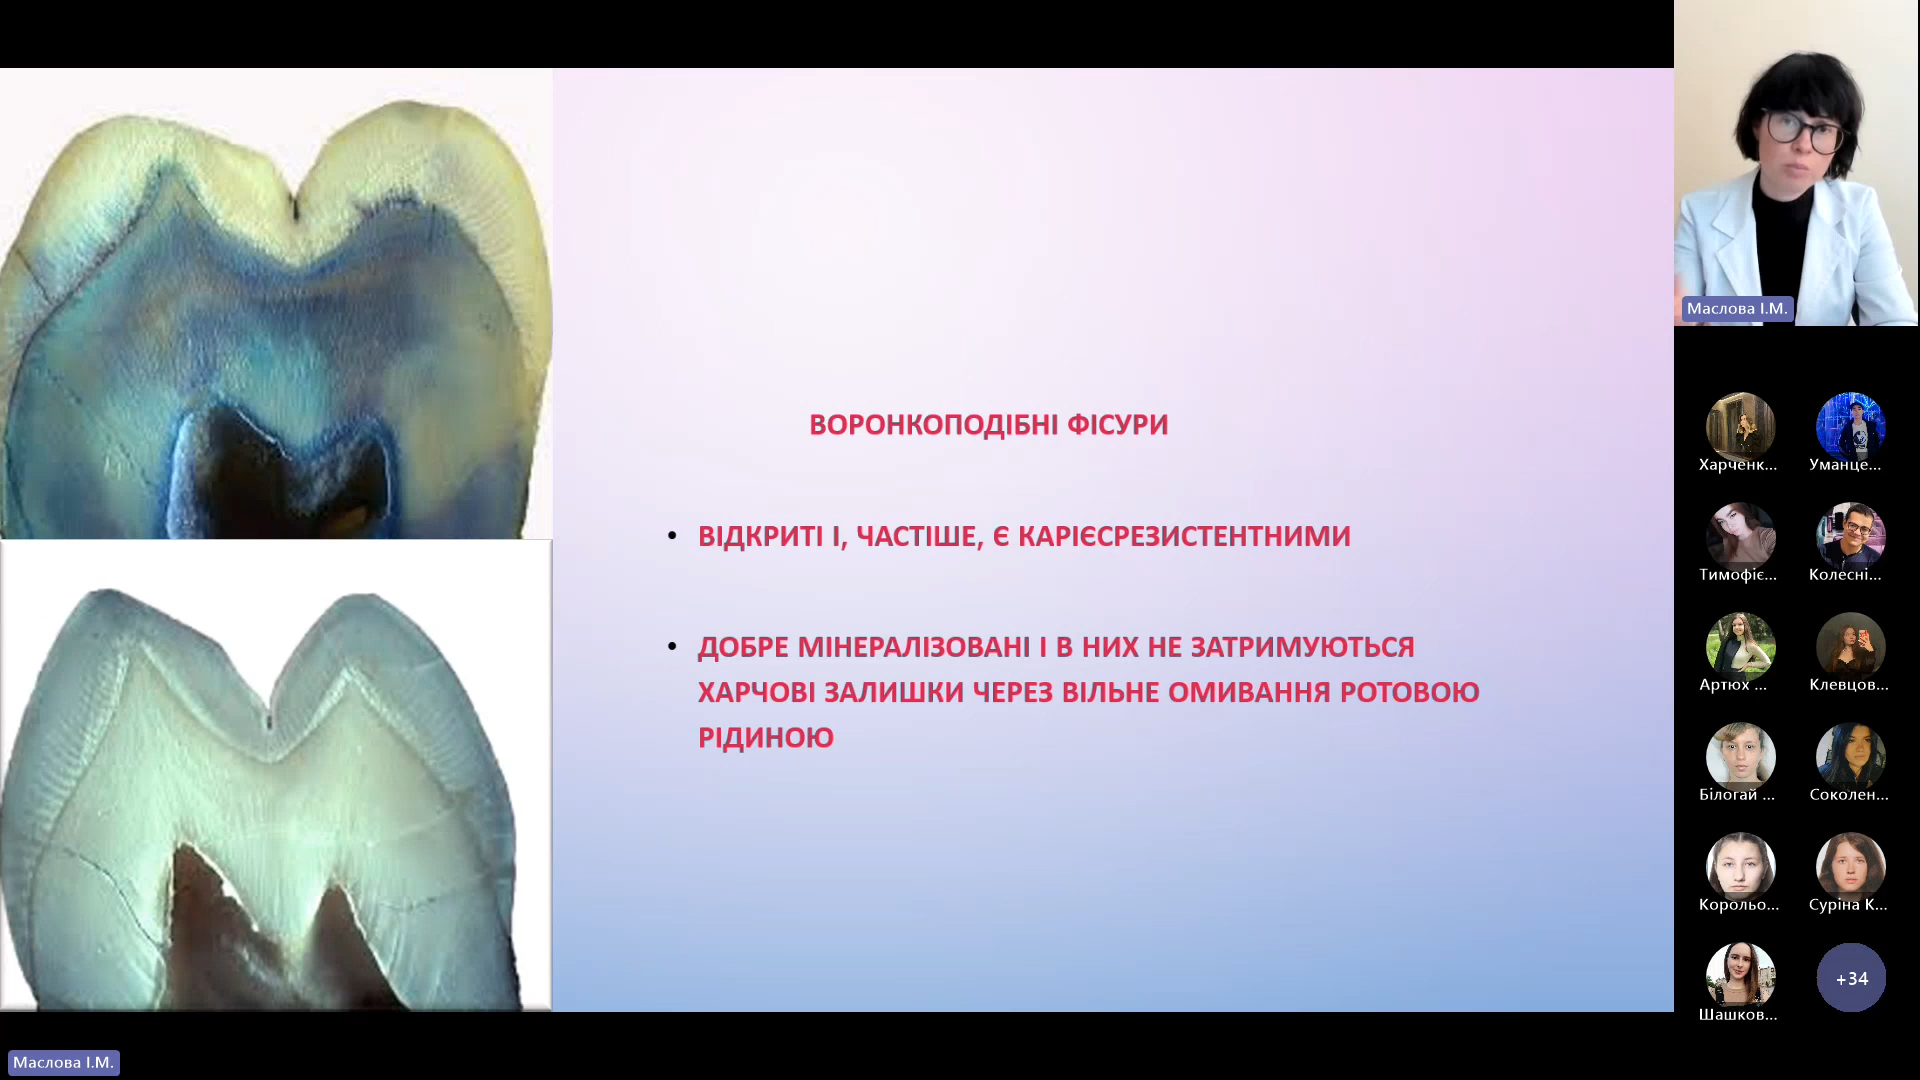 ВОРОНКОПОДІБНІ ФІСУРИ
• ВІДКРИТІ І, ЧАСТІШЕ, Є КАРІЄСРЕЗИСТЕНТНИМИ
• ДОБРЕ МІНЕРАЛІЗОВАНІ І В НИХ НЕ ЗАТРИМУЮТЬСЯ
ХАРЧОВІ ЗАЛИШКИ ЧЕРЕЗ ВІЛЬНЕ ОМИВАННЯ РОТОВОЮ
РІДИНОЮ
Маслова І.М.
Харченк...
Уманце...
Тимофіє...
Колесні...
Артюх ...
Клевцов...
Білогай ...
Соколен...
Корольо...
Суріна К...
Шашков...
+34
Маслова І.М.